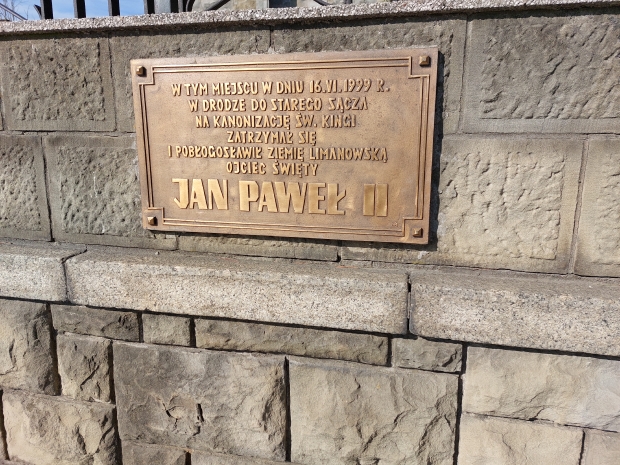 W TYM MIEJSCU W DNIU 16.VI.1999 R.
W DRODZE DO STAREGO SĄCZA
NA KANONIZACJĘ ŚW. KINGI
ZATRZYMAŁ SIĘ
I POBŁOGOSŁAWIŁ ZIEMIĘ LIMANOWSKĄ
OJCIEC ŚWIĘTY
JAN PAWEŁ II